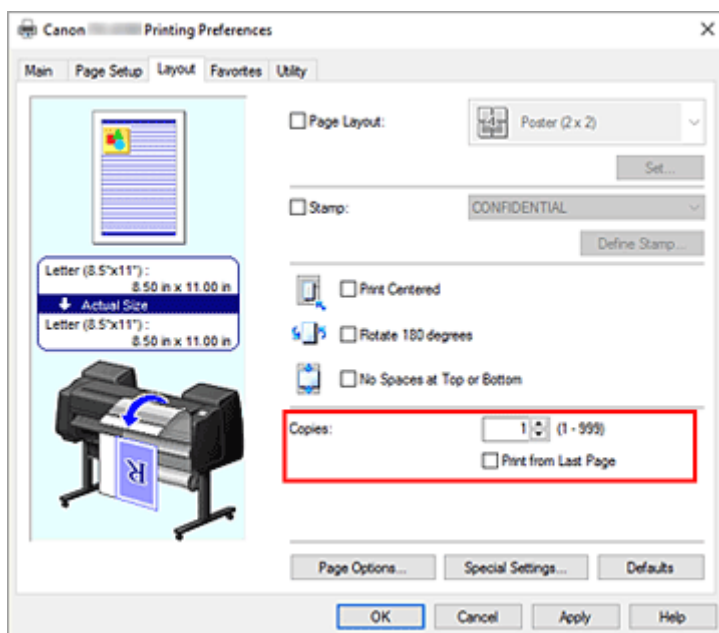 Canon Printing Preferences
Main Page Setup Layout Favorites Utility
Page Layout: Poster (2 x 2)
Set...
Stamp: CONFIDENTIAL
Define Stamp...
Letter (8.5"x11") :
8.50 in x 11.00 in
Actual Size
Letter (8.5"x11") :
8.50 in x 11.00 in
Print Centered
Rotate 180 degrees
No Spaces at Top or Bottom
Copies: 1 (1 - 999)
Print from Last Page
R
Page Options... Special Settings... Defaults
OK Cancel Apply Help